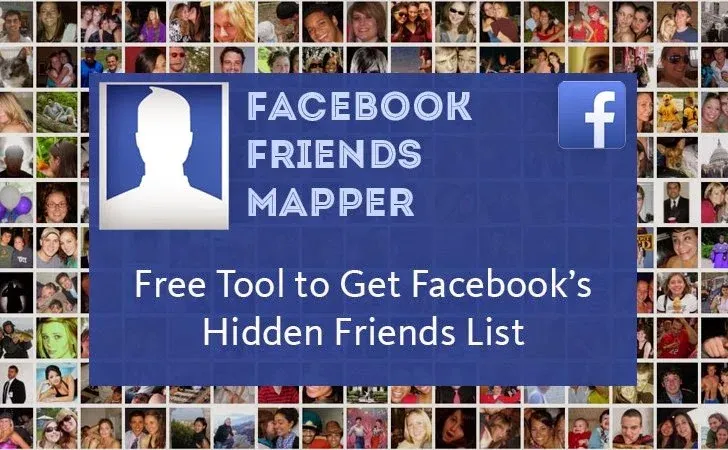 FACEBOOK
FRIENDS
MAPPER
f
Free Tool to Get Facebook's
Hidden Friends List